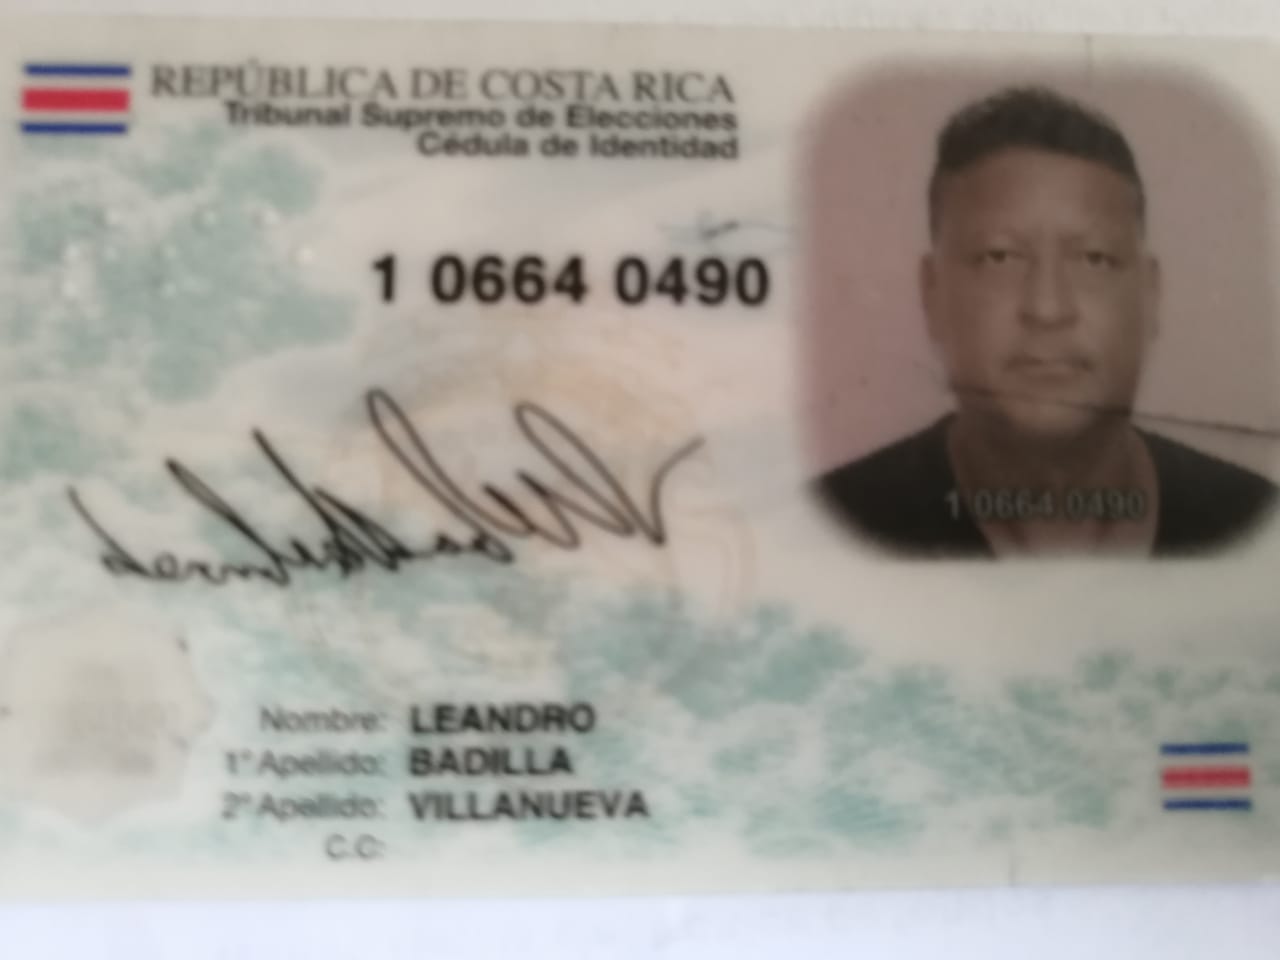 REPÚBLICA DE COSTA RICA
Tribunal Supremo de Elecciones
Cédula de Identidad
1 0664 0490
1 0664 0490
Nombre: LEANDRO
1° Apellido: BADILLA
2° Apellido: VILLANUEVA
C.C: